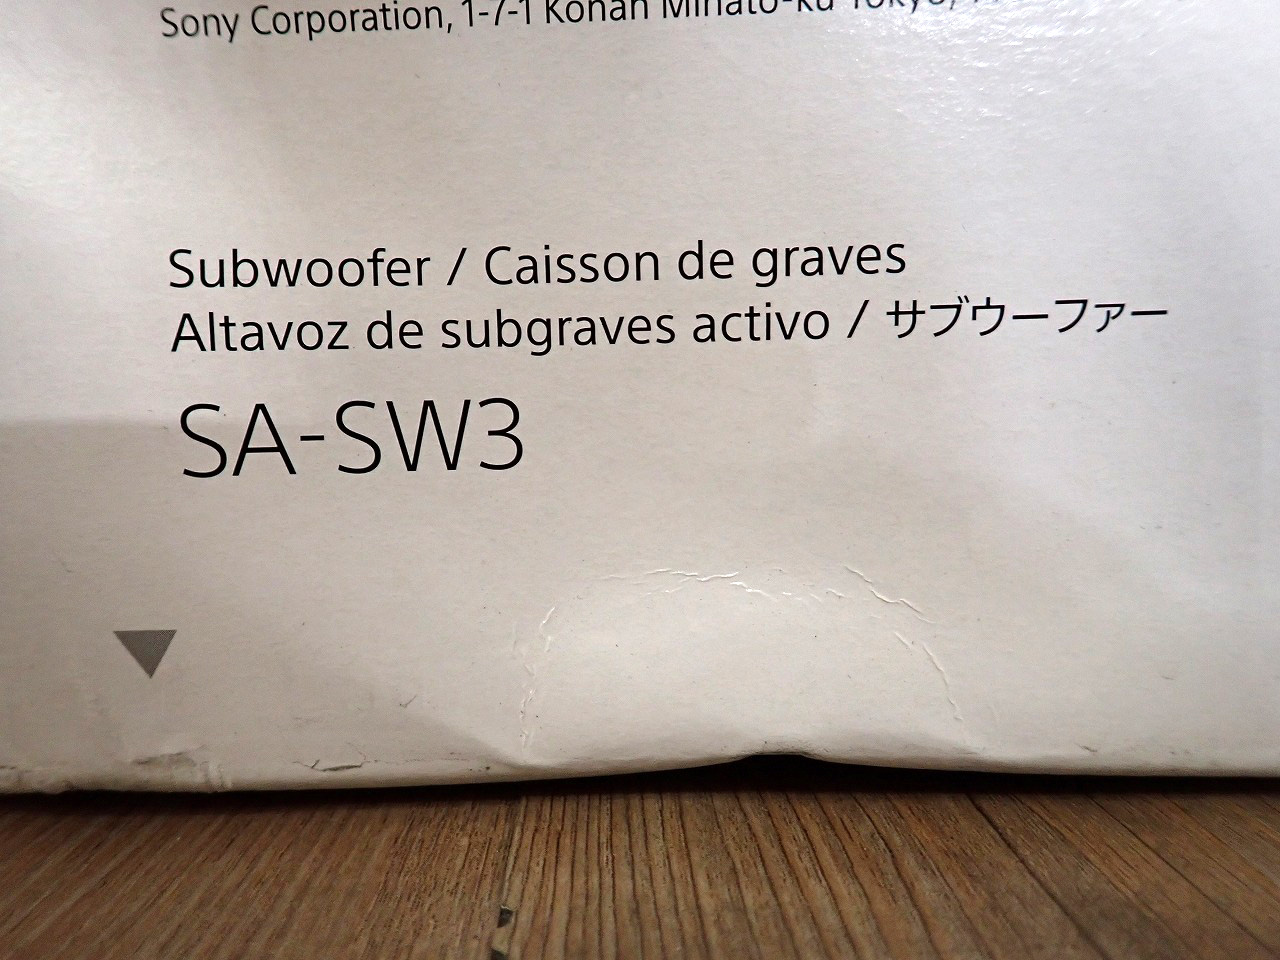 Sony Corporation, 1-7-1 Konan Minato-ku Tokyo,
Subwoofer / Caisson de graves
Altavoz de subgraves activo / サブウーファー
SA-SW3